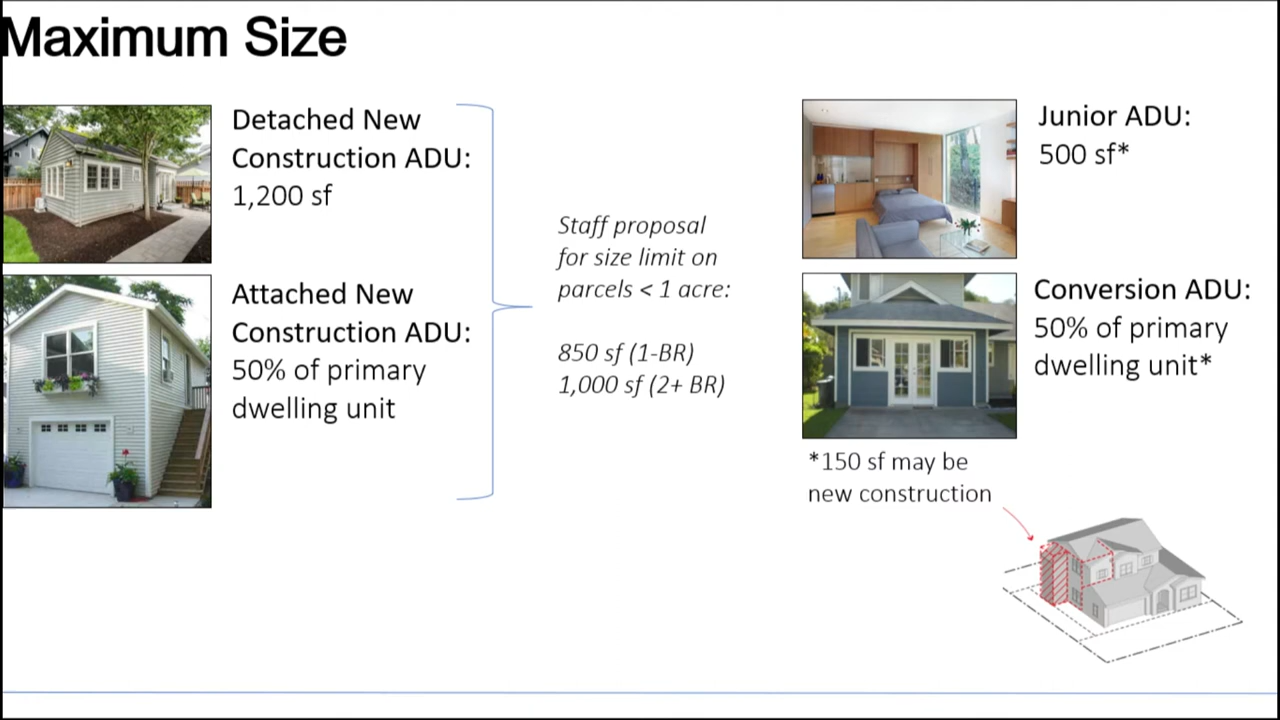 Maximum Size
Detached New
Construction ADU:
1,200 sf
Attached New
Construction ADU:
50% of primary
dwelling unit
Staff proposal
for size limit on
parcels < 1 acre:
850 sf (1-BR)
1,000 sf (2+ BR)
Junior ADU:
500 sf*
Conversion ADU:
50% of primary
dwelling unit*
*150 sf may be
new construction